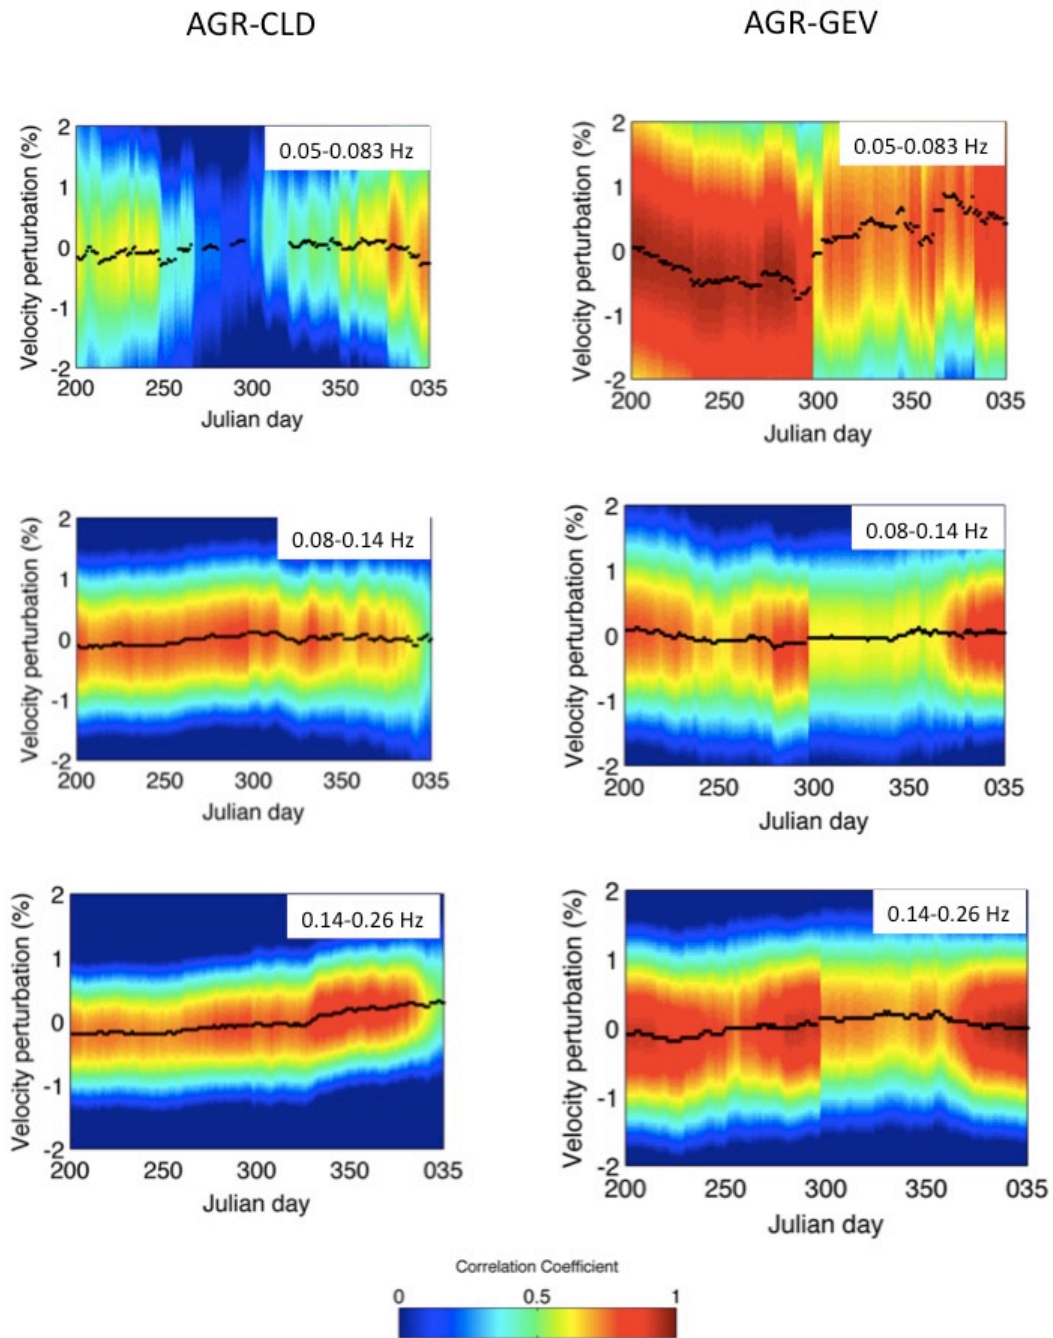 AGR-CLD
AGR-GEV
Velocity perturbation (%)
2
1
0
-1
-2
0.05-0.083 Hz
200 250 300 350 035
Julian day
Velocity perturbation (%)
2
1
0
-1
-2
0.05-0.083 Hz
200 250 300 350 035
Julian day
Velocity perturbation (%)
2
1
0
-1
-2
0.08-0.14 Hz
200 250 300 350 035
Julian day
Velocity perturbation (%)
2
1
0
-1
-2
0.08-0.14 Hz
200 250 300 350 035
Julian day
Velocity perturbation (%)
2
1
0
-1
-2
0.14-0.26 Hz
200 250 300 350 035
Julian day
Velocity perturbation (%)
2
1
0
-1
-2
0.14-0.26 Hz
200 250 300 350 035
Julian day
Correlation Coefficient
0 0.5 1